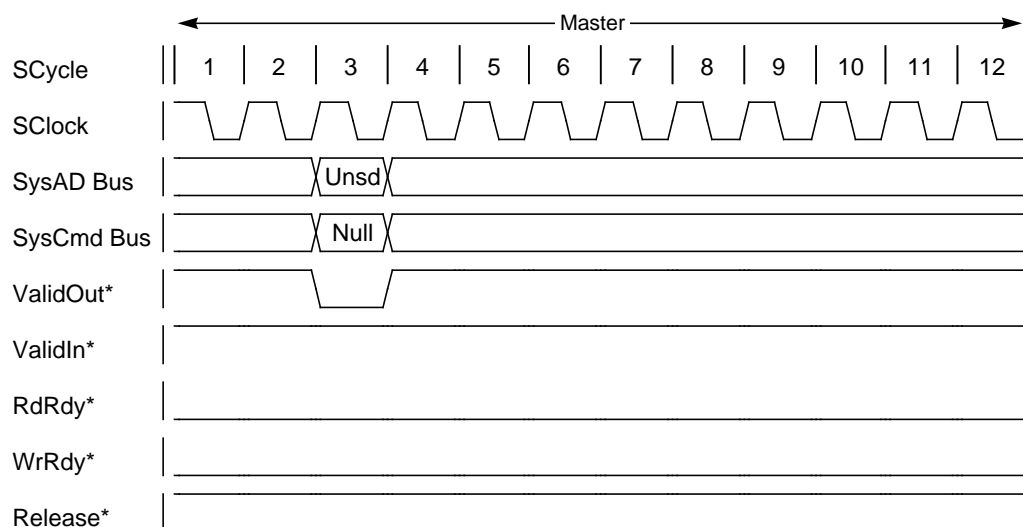 Master
SCycle 1 2 3 4 5 6 7 8 9 10 11 12
SClock
SysAD Bus Unsd
SysCmd Bus Null
ValidOut*
ValidIn*
RdRdy*
WrRdy*
Release*